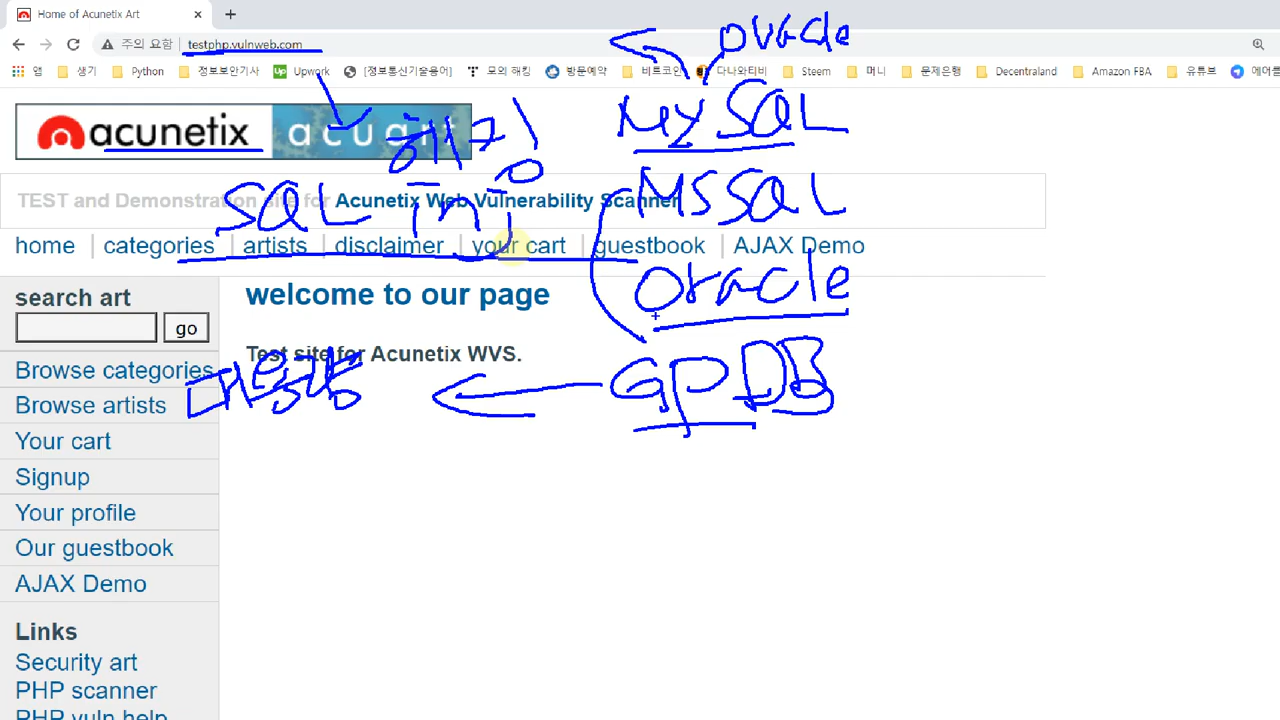 Home of Acunetix Art
주의 요함 testphp.vulnweb.com
앱 생기 Python 정보보안기사 Up Upwork [정보통신기술용어] 모의 해킹 방문예약 비트코인 다나와티비 Steem 머니 문제은행 Decentraland Amazon FBA 유튜브 에어를
oracle
MySQL
acunetix acuart
MSSQL
TEST and Demonstration site for Acunetix Web Vulnerability Scanner
SQL inj
home categories artists disclaimer your cart guestbook AJAX Demo
oracle
search art
go
welcome to our page
Test site for Acunetix WVS.
GPDB
Browse categories
Browse artists
Your cart
Signup
Your profile
Our guestbook
AJAX Demo
Links
Security art
PHP scanner
PHP vuln help